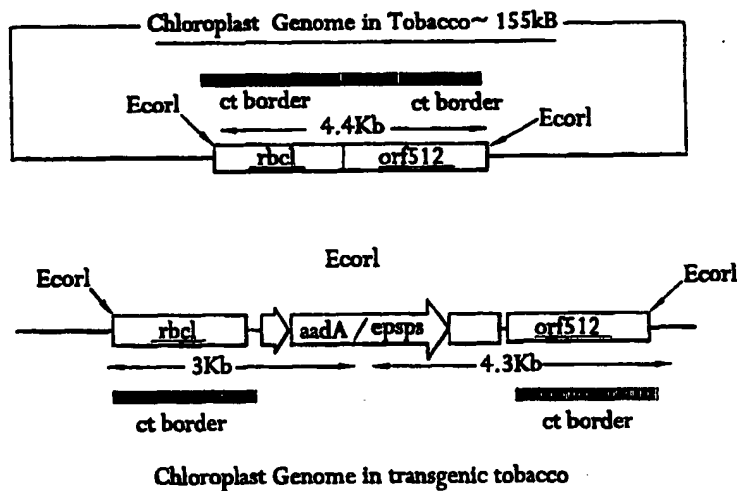 Chloroplast Genome in Tobacco~ 155kB
ct border ct border
EcorI 4.4Kb EcorI
rbcl orf512
EcorI
EcorI EcorI
rbcl aadA / epsps orf512
3Kb 4.3Kb
ct border ct border
Chloroplast Genome in transgenic tobacco